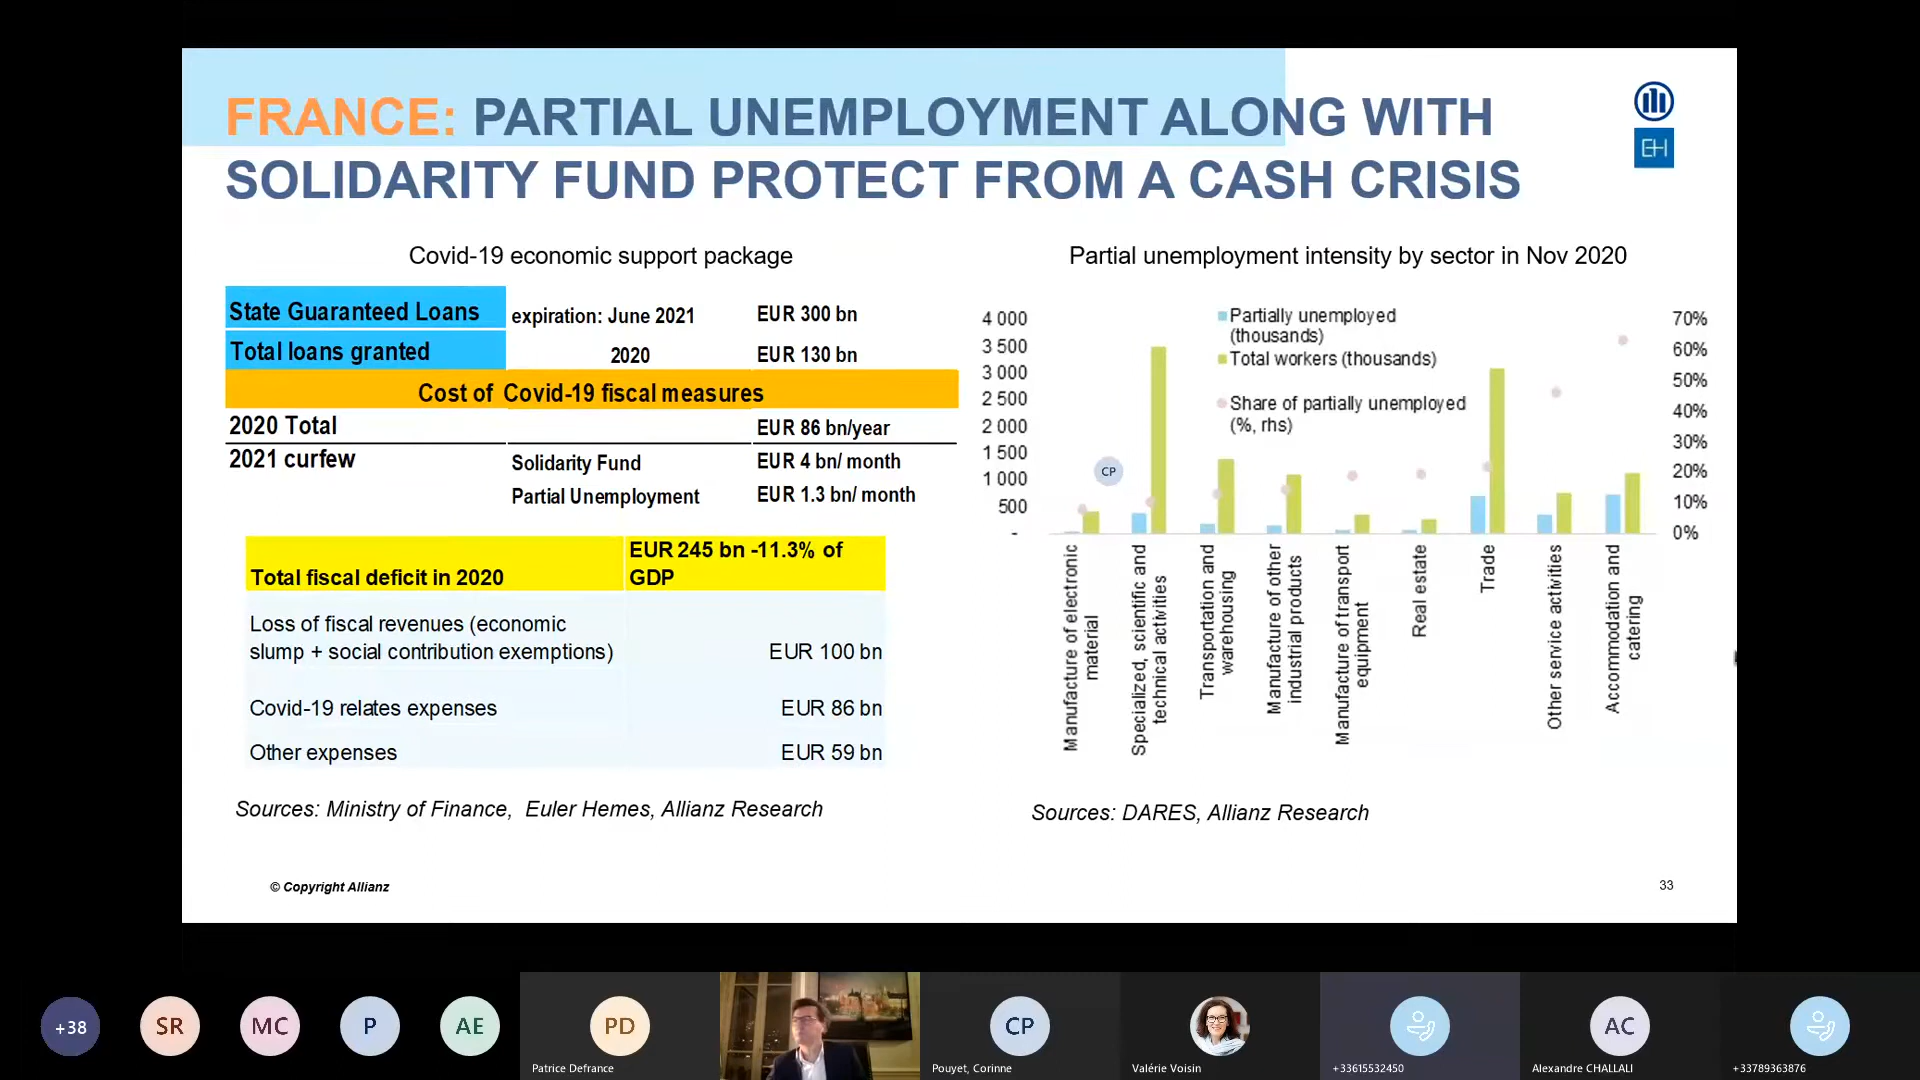 FRANCE: PARTIAL UNEMPLOYMENT ALONG WITH
SOLIDARITY FUND PROTECT FROM A CASH CRISIS
EH
Covid-19 economic support package
State Guaranteed Loans expiration: June 2021 EUR 300 bn
Total loans granted 2020 EUR 130 bn
Cost of Covid-19 fiscal measures
2020 Total EUR 86 bn/year
2021 curfew Solidarity Fund EUR 4 bn/ month
Partial Unemployment EUR 1.3 bn/ month
EUR 245 bn -11.3% of
Total fiscal deficit in 2020 GDP
Loss of fiscal revenues (economic
slump + social contribution exemptions) EUR 100 bn
Covid-19 relates expenses EUR 86 bn
Other expenses EUR 59 bn
Sources: Ministry of Finance, Euler Hemes, Allianz Research
© Copyright Allianz
Partial unemployment intensity by sector in Nov 2020
4 000
3 500
3 000
2 500
2 000
1 500
1 000
500
-
Partially unemployed
(thousands)
Total workers (thousands)
Share of partially unemployed
(%, rhs)
70%
60%
50%
40%
30%
20%
10%
0%
CP
Manufacture of electronic
material
Specialized, scientific and
technical activities
Transportation and
warehousing
Manufacture of other
industrial products
Manufacture of transport
equipment
Real estate
Trade
Other service activities
Accommodation and
catering
Sources: DARES, Allianz Research
33
+38
SR
MC
P
AE
PD
Patrice Defrance
CP
Pouyet, Corinne
Valérie Voisin
+33615532450
AC
Alexandre CHALLALI
+33789363876